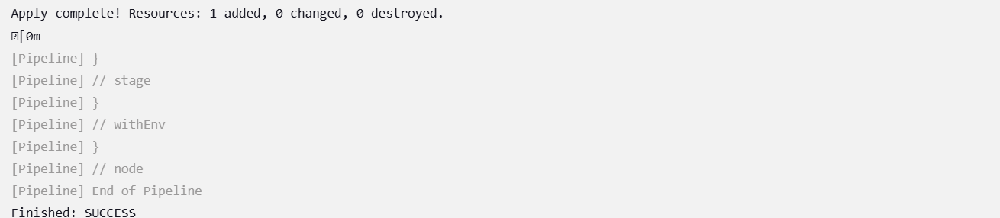 Apply complete! Resources: 1 added, 0 changed, 0 destroyed.
[0m
[Pipeline] }
[Pipeline] // stage
[Pipeline] }
[Pipeline] // withEnv
[Pipeline] }
[Pipeline] // node
[Pipeline] End of Pipeline
Finished: SUCCESS